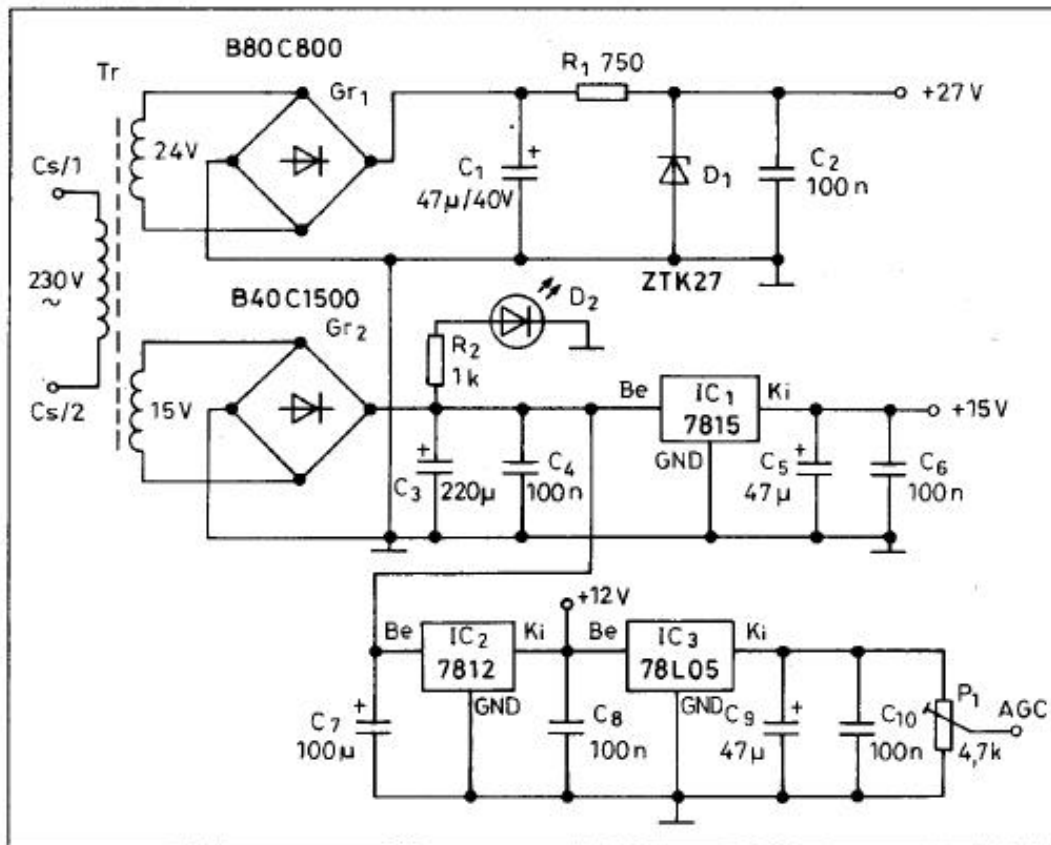 B80C800
Tr
Gr1
R1 750
+27V
24V
Cs/1
C1
+
47µ/40V
D1
C2
100n
230V
~
ZTK27
B40C1500
Gr2
D2
R2
1k
Cs/2
15V
Be
IC1
7815
Ki
+15V
GND
+
C3
220µ
C4
100n
C5
+
47µ
C6
100n
+12V
Be
IC2
7812
Ki
Be
IC3
78L05
Ki
GND
GND
P1
AGC
C7
+
100µ
C8
100n
C9
+
47µ
C10
100n
4,7k